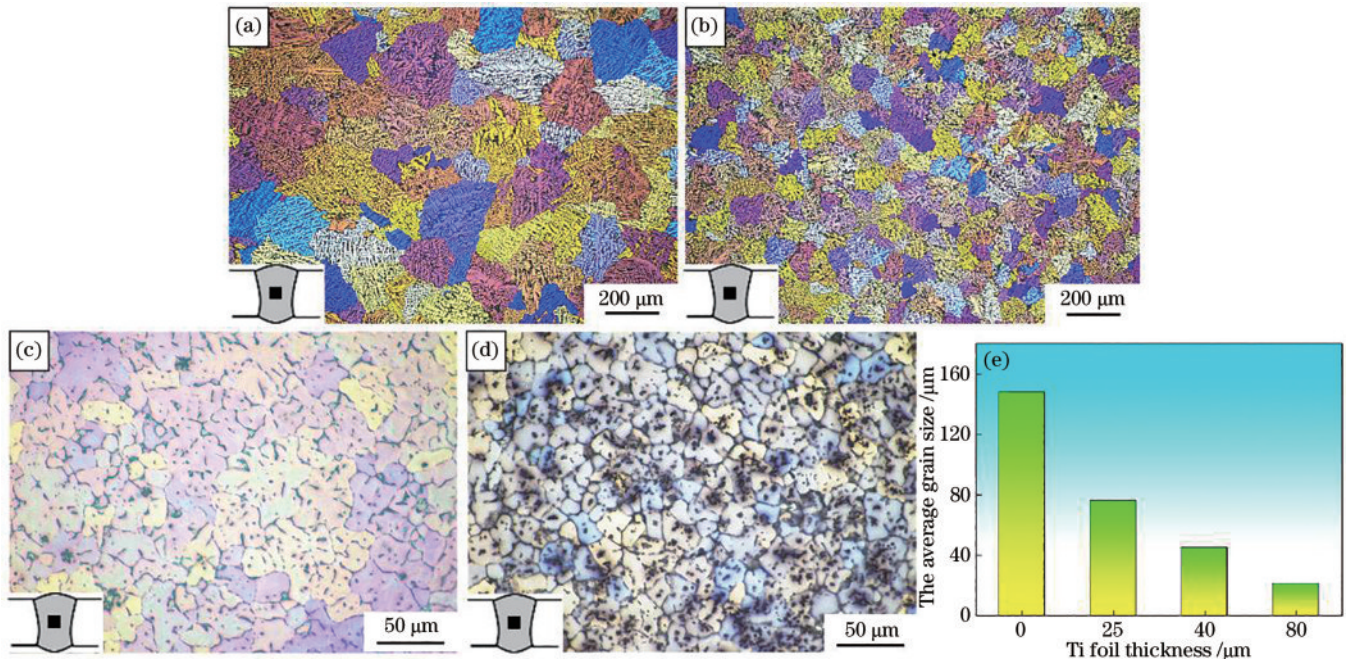 (a)
200 μm
(b)
200 μm
(c)
50 μm
(d)
50 μm
(e)
The average grain size /μm
160
120
80
40
0
0 25 40 80
Ti foil thickness /μm